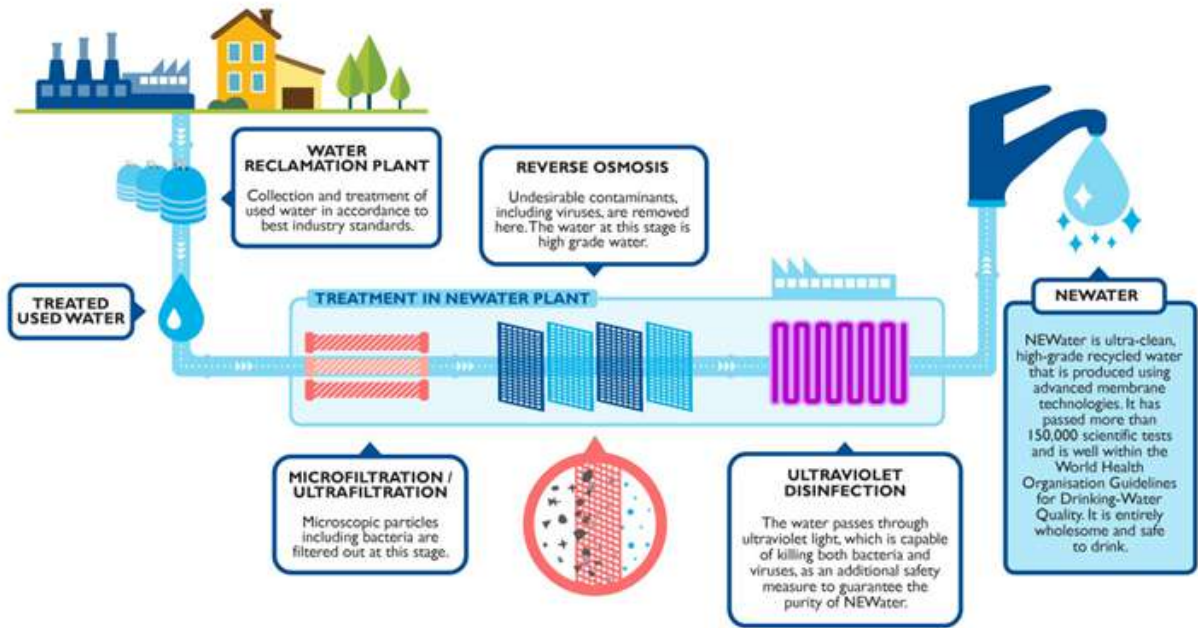 WATER
RECLAMATION PLANT
Collection and treatment of
used water in accordance to
best industry standards.
REVERSE OSMOSIS
Undesirable contaminants,
including viruses, are removed
here. The water at this stage is
high grade water.
TREATED
USED WATER
TREATMENT IN NEWATER PLANT
MICROFILTRATION /
ULTRAFILTRATION
Microscopic particles
including bacteria are
filtered out at this stage.
ULTRAVIOLET
DISINFECTION
The water passes through
ultraviolet light, which is capable
of killing both bacteria and
viruses, as an additional safety
measure to guarantee the
purity of NEWater.
NEWATER
NEWater is ultra-clean,
high-grade recycled water
that is produced using
advanced membrane
technologies. It has
passed more than
150,000 scientific tests
and is well within the
World Health
Organisation Guidelines
for Drinking-Water
Quality. It is entirely
wholesome and safe
to drink.